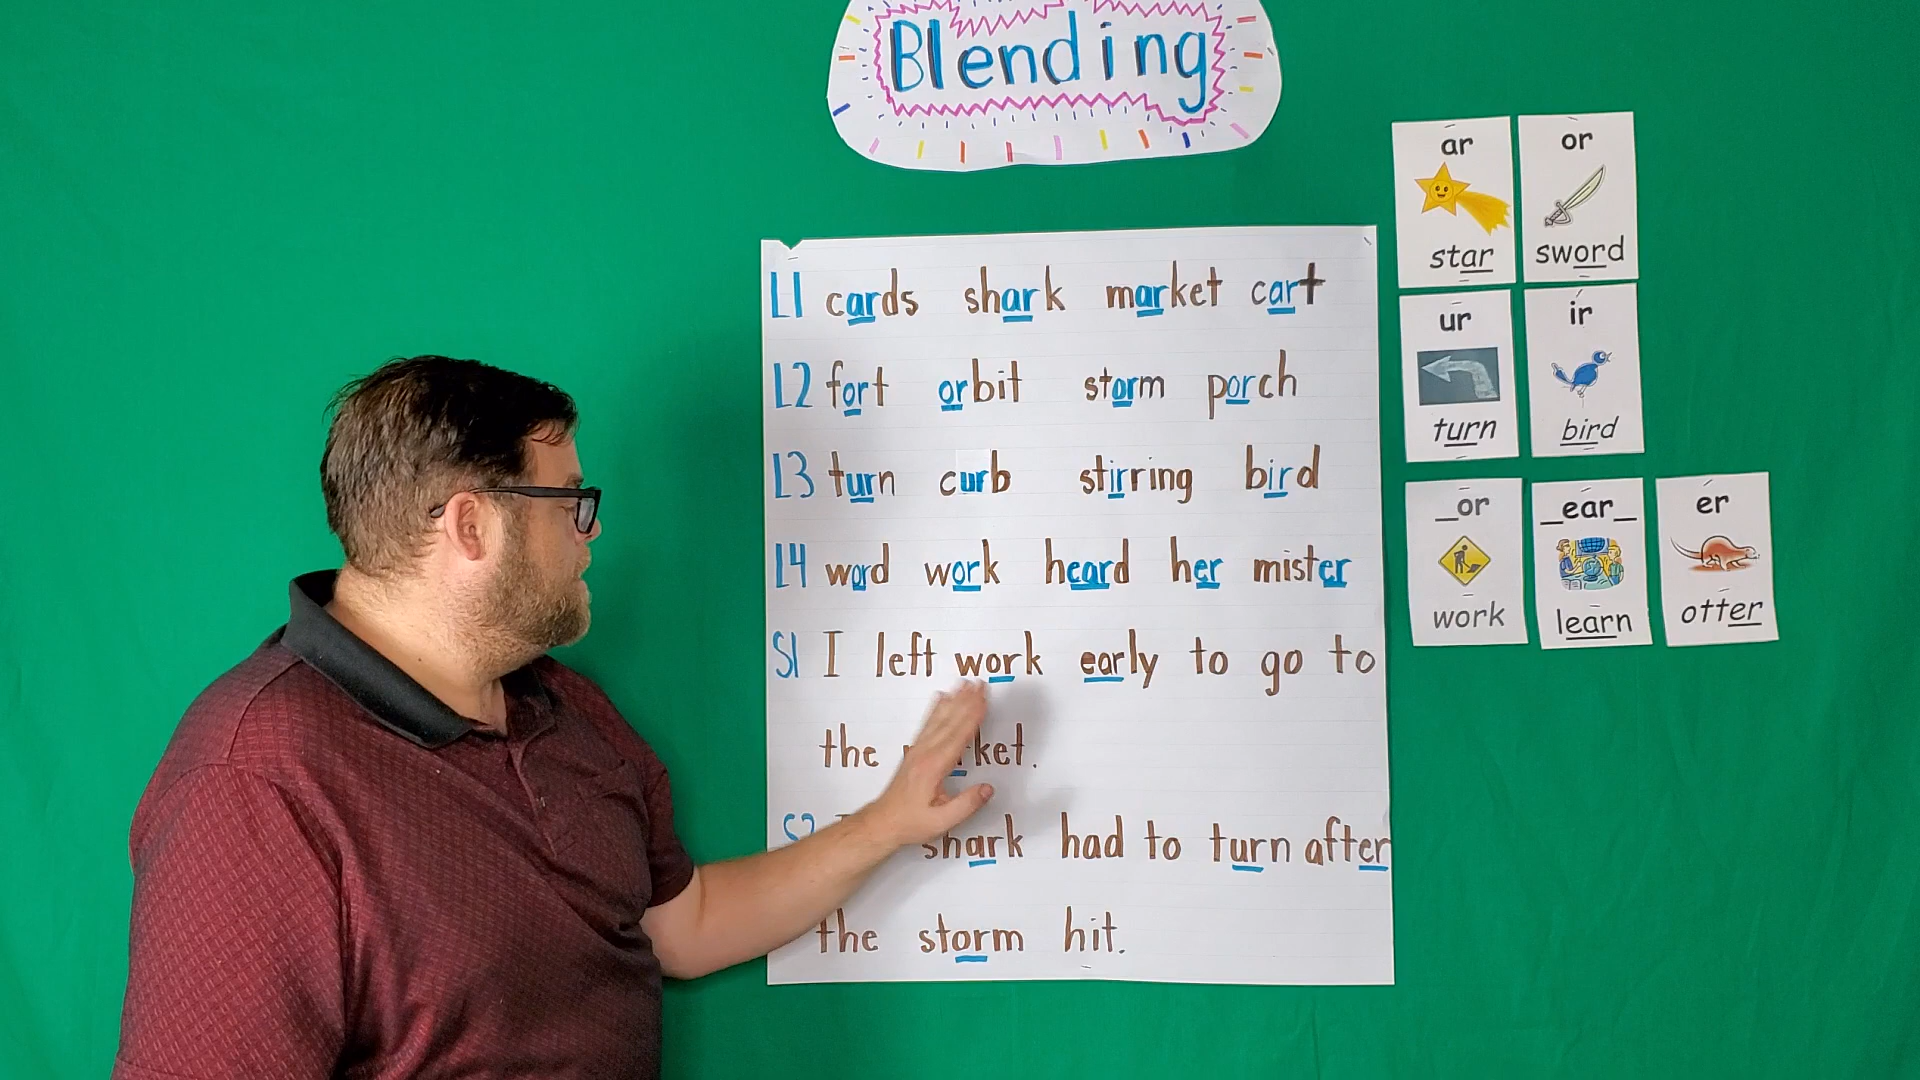 Blending
L1 cards shark market cart
L2 fort orbit storm porch
L3 turn curb stirring bird
L4 word work heard her mister
S1 I left work early to go to
the ket.
S2 shark had to turn after
the storm hit.
ar
star
or
sword
ur
turn
ir
bird
_or
work
_ear_
learn
er
otter